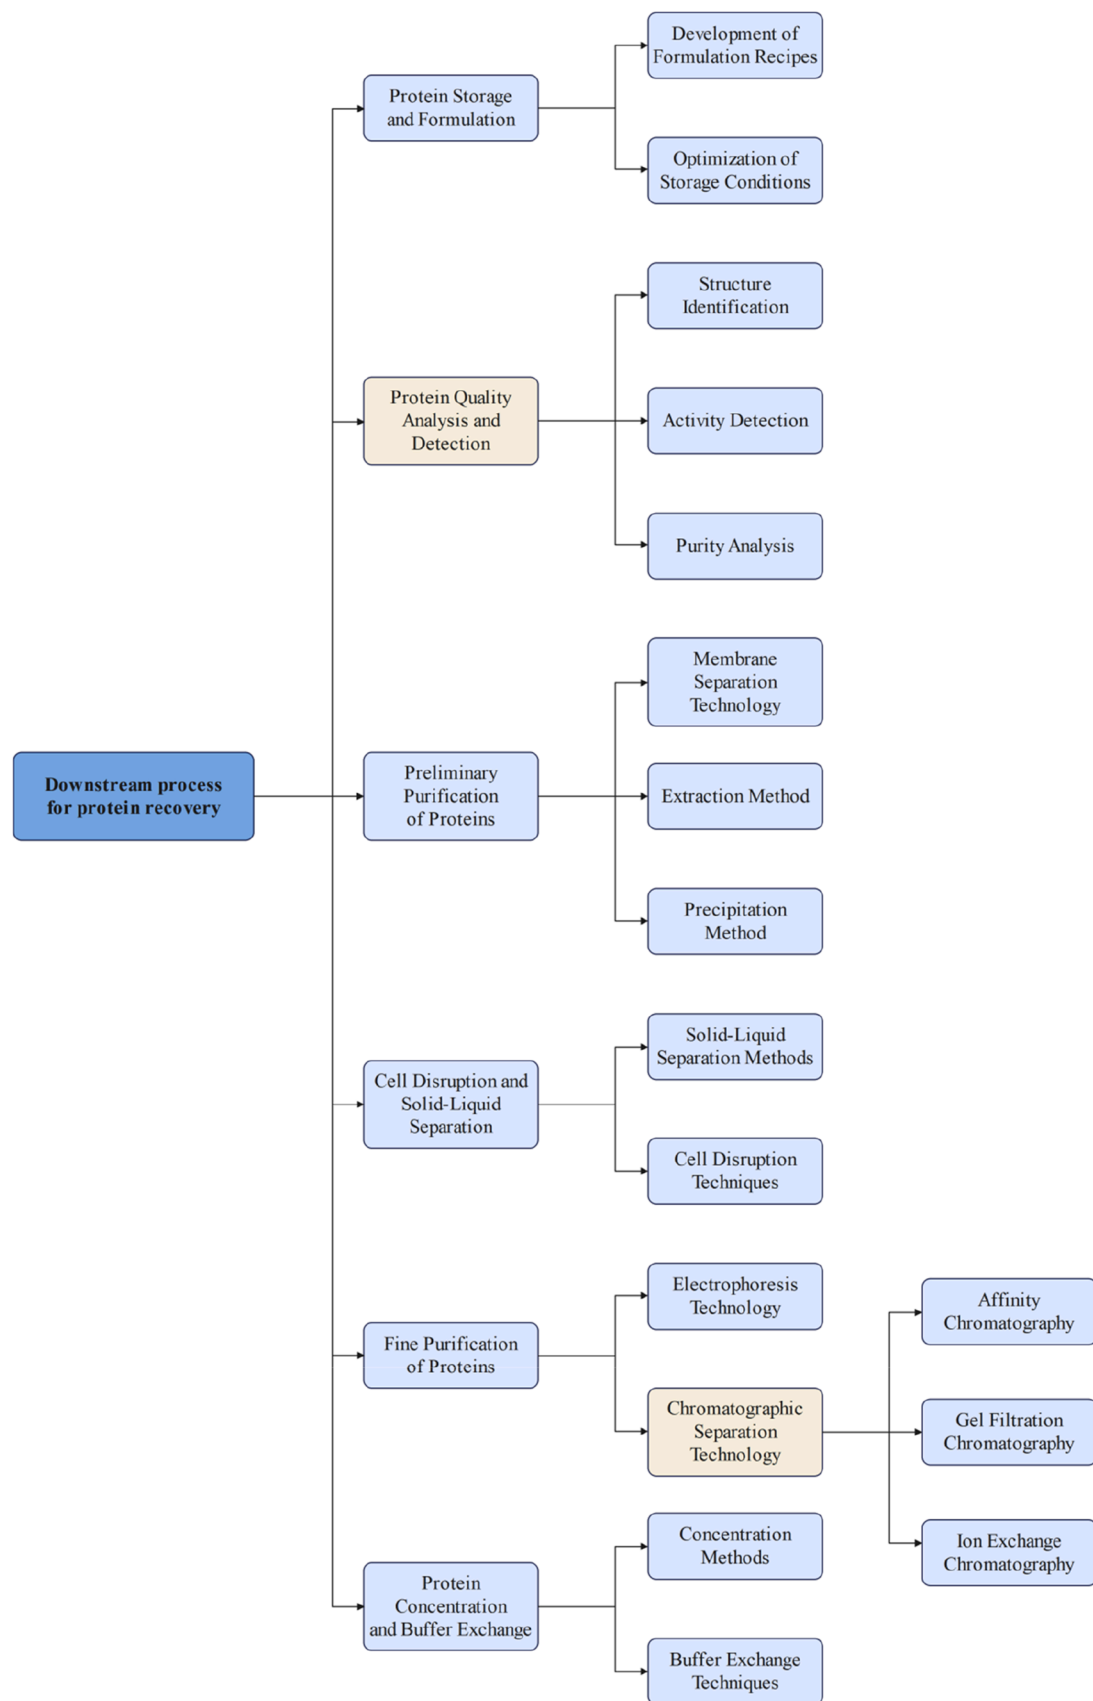 Development of
Formulation Recipes
Protein Storage
and Formulation
Optimization of
Storage Conditions
Structure
Identification
Protein Quality
Analysis and
Detection
Activity Detection
Purity Analysis
Membrane
Separation
Technology
Downstream process
for protein recovery
Preliminary
Purification
of Proteins
Extraction Method
Precipitation
Method
Solid-Liquid
Separation Methods
Cell Disruption and
Solid-Liquid
Separation
Cell Disruption
Techniques
Electrophoresis
Technology
Affinity
Chromatography
Fine Purification
of Proteins
Chromatographic
Separation
Technology
Gel Filtration
Chromatography
Concentration
Methods
Ion Exchange
Chromatography
Protein
Concentration
and Buffer Exchange
Buffer Exchange
Techniques